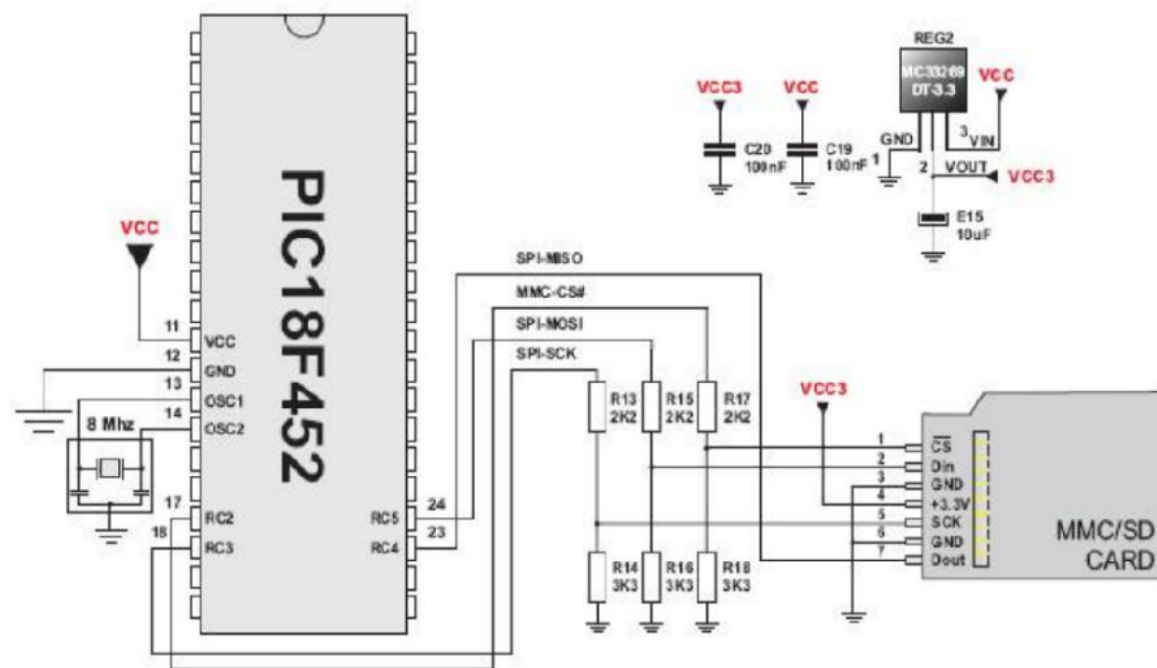 PIC18F452
VCC
11
VCC
12
GND
13
OSC1
14
OSC2
8 Mhz
17
RC2
18
RC3
24
RC5
23
RC4
SPI-MISO
MMC-CS#
SPI-MOSI
SPI-SCK
R13
2K2
R15
2K2
R17
2K2
R14
3K3
R16
3K3
R18
3K3
VCC3
C20
100nF
VCC
C19
100nF
REG2
MC33269
DT-3.3
VCC
GND
1
3
VIN
2
VOUT
VCC3
E15
10uF
VCC3
1
CS
2
Din
3
GND
4
+3.3V
5
SCK
6
GND
7
Dout
MMC/SD
CARD